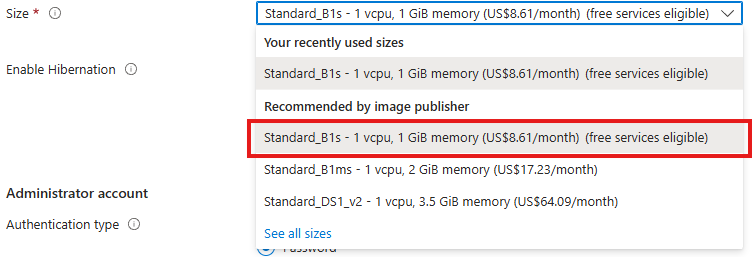 Size * Standard_B1s - 1 vcpu, 1 GiB memory (US$8.61/month) (free services eligible)
Your recently used sizes
Enable Hibernation Standard_B1s - 1 vcpu, 1 GiB memory (US$8.61/month) (free services eligible)
Recommended by image publisher
Standard_B1s - 1 vcpu, 1 GiB memory (US$8.61/month) (free services eligible)
Standard_B1ms - 1 vcpu, 2 GiB memory (US$17.23/month)
Administrator account
Standard_DS1_v2 - 1 vcpu, 3.5 GiB memory (US$64.09/month)
Authentication type
See all sizes
Password